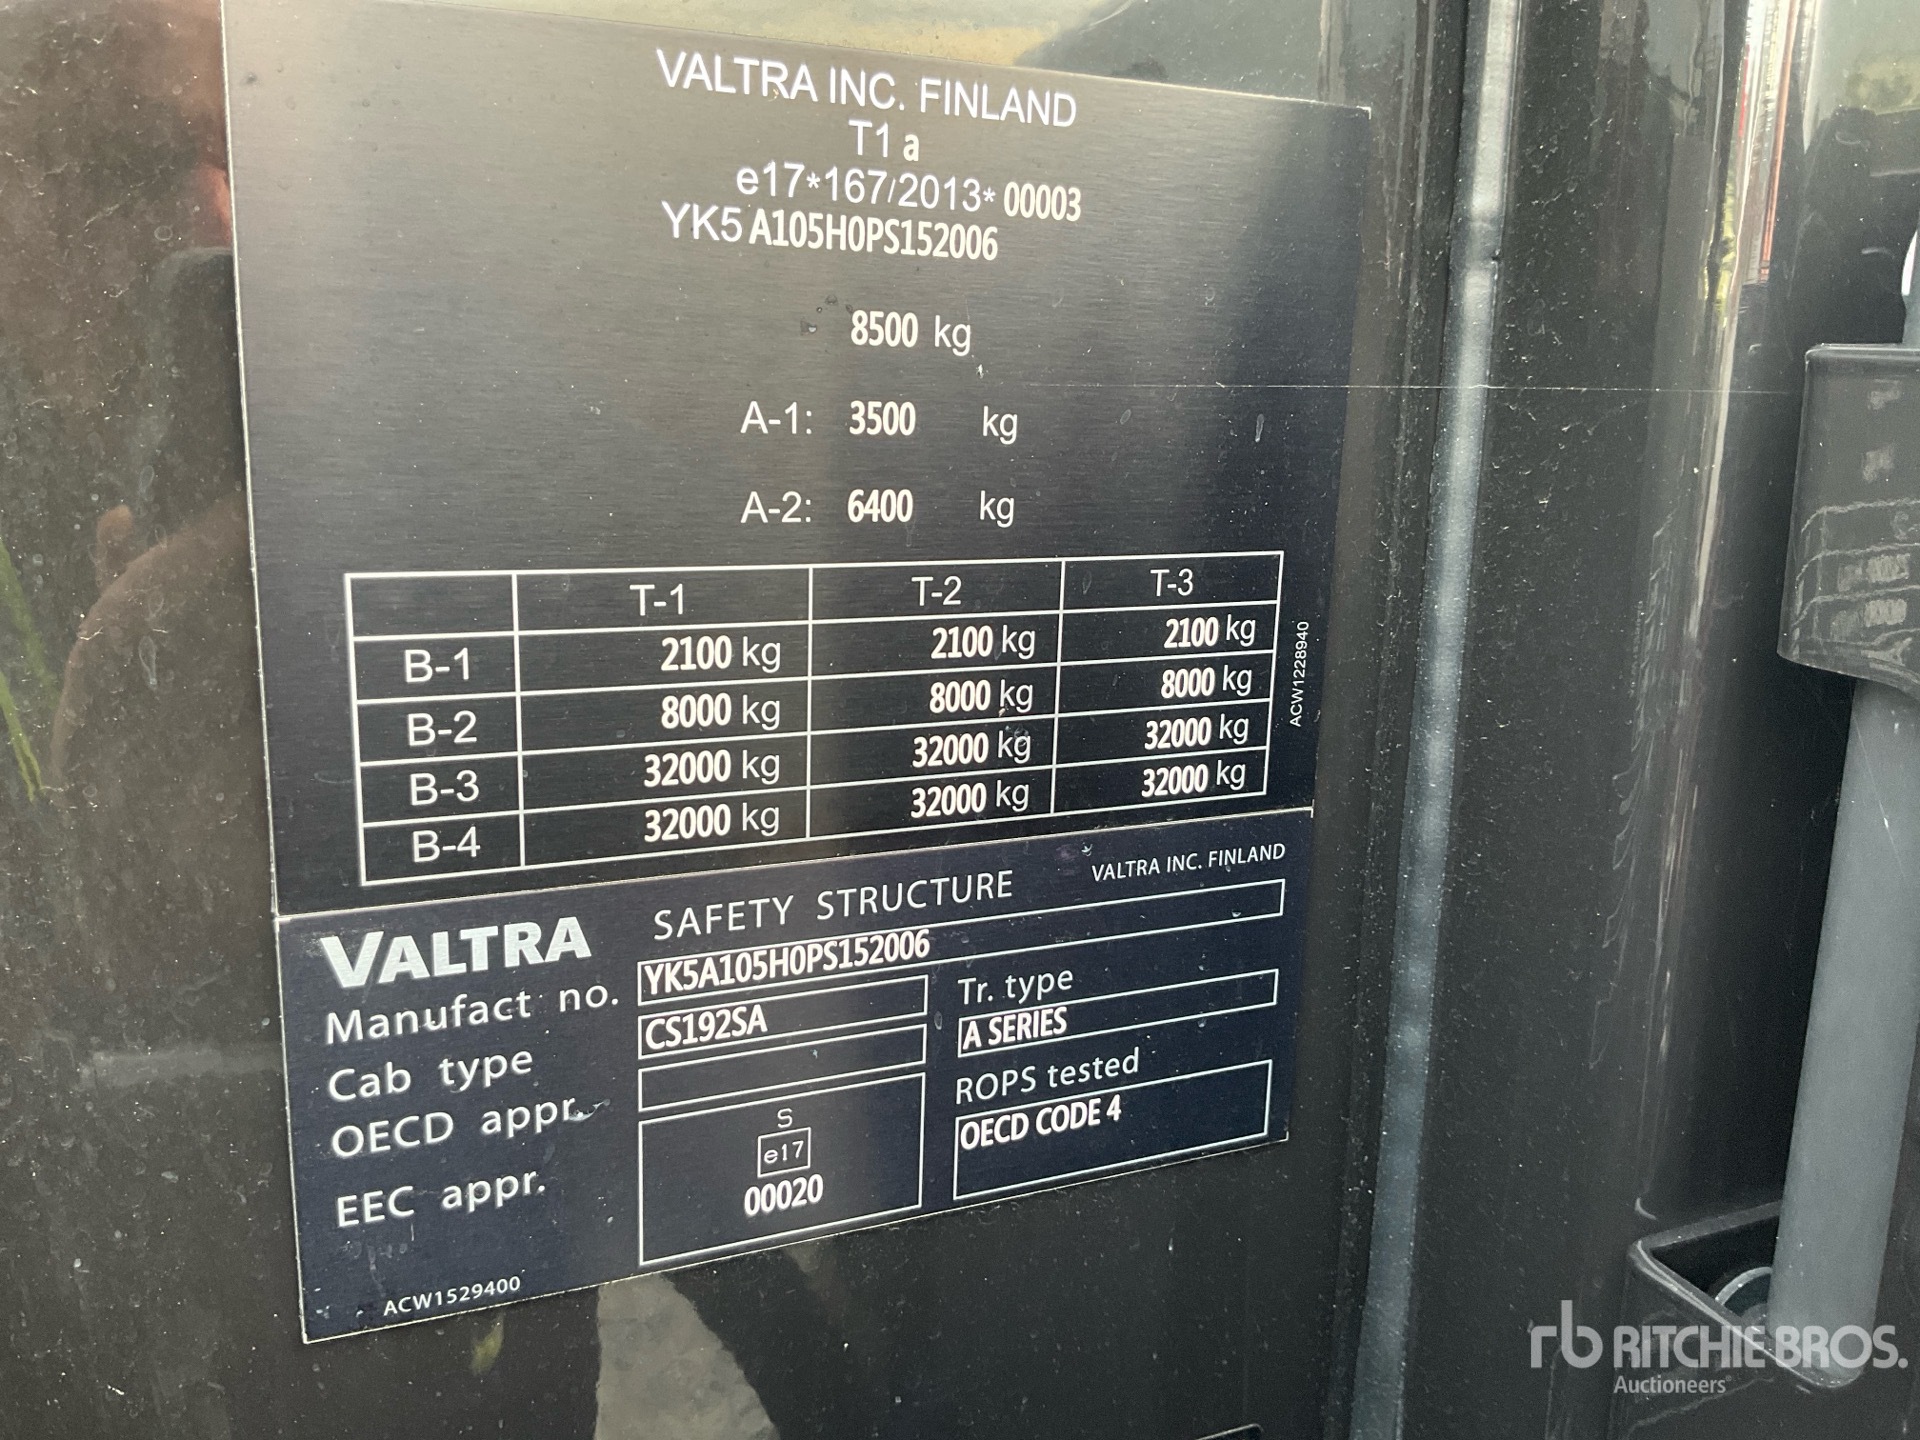 VALTRA INC. FINLAND
T1 a
e17*167/2013* 00003
YK5 A105H0PS152006
8500 kg
A-1: 3500 kg
A-2: 6400 kg
T-1 T-2 T-3
B-1 2100 kg 2100 kg 2100 kg
B-2 8000 kg 8000 kg 8000 kg
B-3 32000 kg 32000 kg 32000 kg
B-4 32000 kg 32000 kg 32000 kg
ACW1228940
VALTRA SAFETY STRUCTURE VALTRA INC. FINLAND
Manufact no. YK5A105H0PS152006
Cab type CS192SA Tr. type
A SERIES
OECD appr. ROPS tested
OECD CODE 4
EEC appr. S
e17
00020
ACW1529400
rb RITCHIE BROS.
Auctioneers